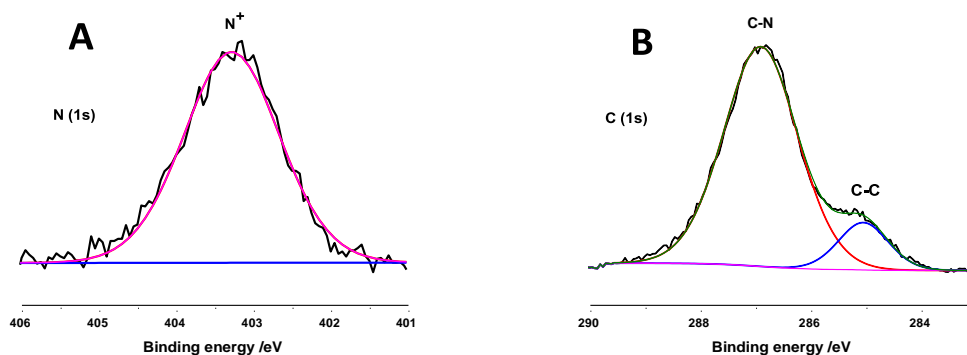 A
N⁺
N (1s)
406 405 404 403 402 401
Binding energy /eV
B
C-N
C (1s)
C-C
290 288 286 284
Binding energy /eV